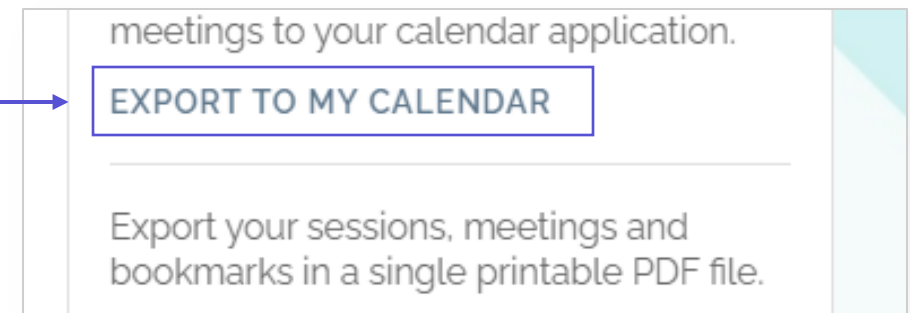 meetings to your calendar application.
EXPORT TO MY CALENDAR
Export your sessions, meetings and
bookmarks in a single printable PDF file.